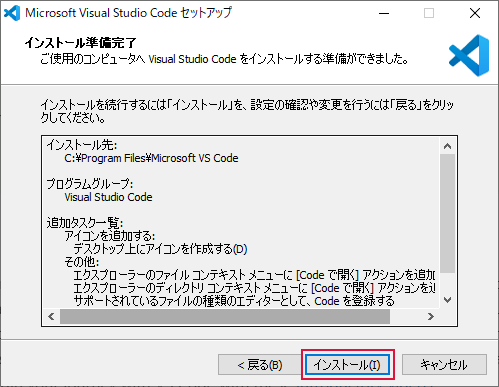 Microsoft Visual Studio Code セットアップ
インストール準備完了
ご使用のコンピュータへ Visual Studio Code をインストールする準備ができました。
インストールを続行するには「インストール」を、設定の確認や変更を行うには「戻る」をクリッ
クしてください。
インストール先:
C:¥Program Files¥Microsoft VS Code
プログラムグループ:
Visual Studio Code
追加タスク一覧:
アイコンを追加する:
デスクトップ上にアイコンを作成する(D)
その他:
エクスプローラーのファイル コンテキスト メニューに [Code で開く] アクションを追加
エクスプローラーのディレクトリ コンテキスト メニューに [Code で開く] アクションを
サポートされているファイルの種類のエディターとして、Code を登録する
< 戻る(B)
インストール(I)
キャンセル